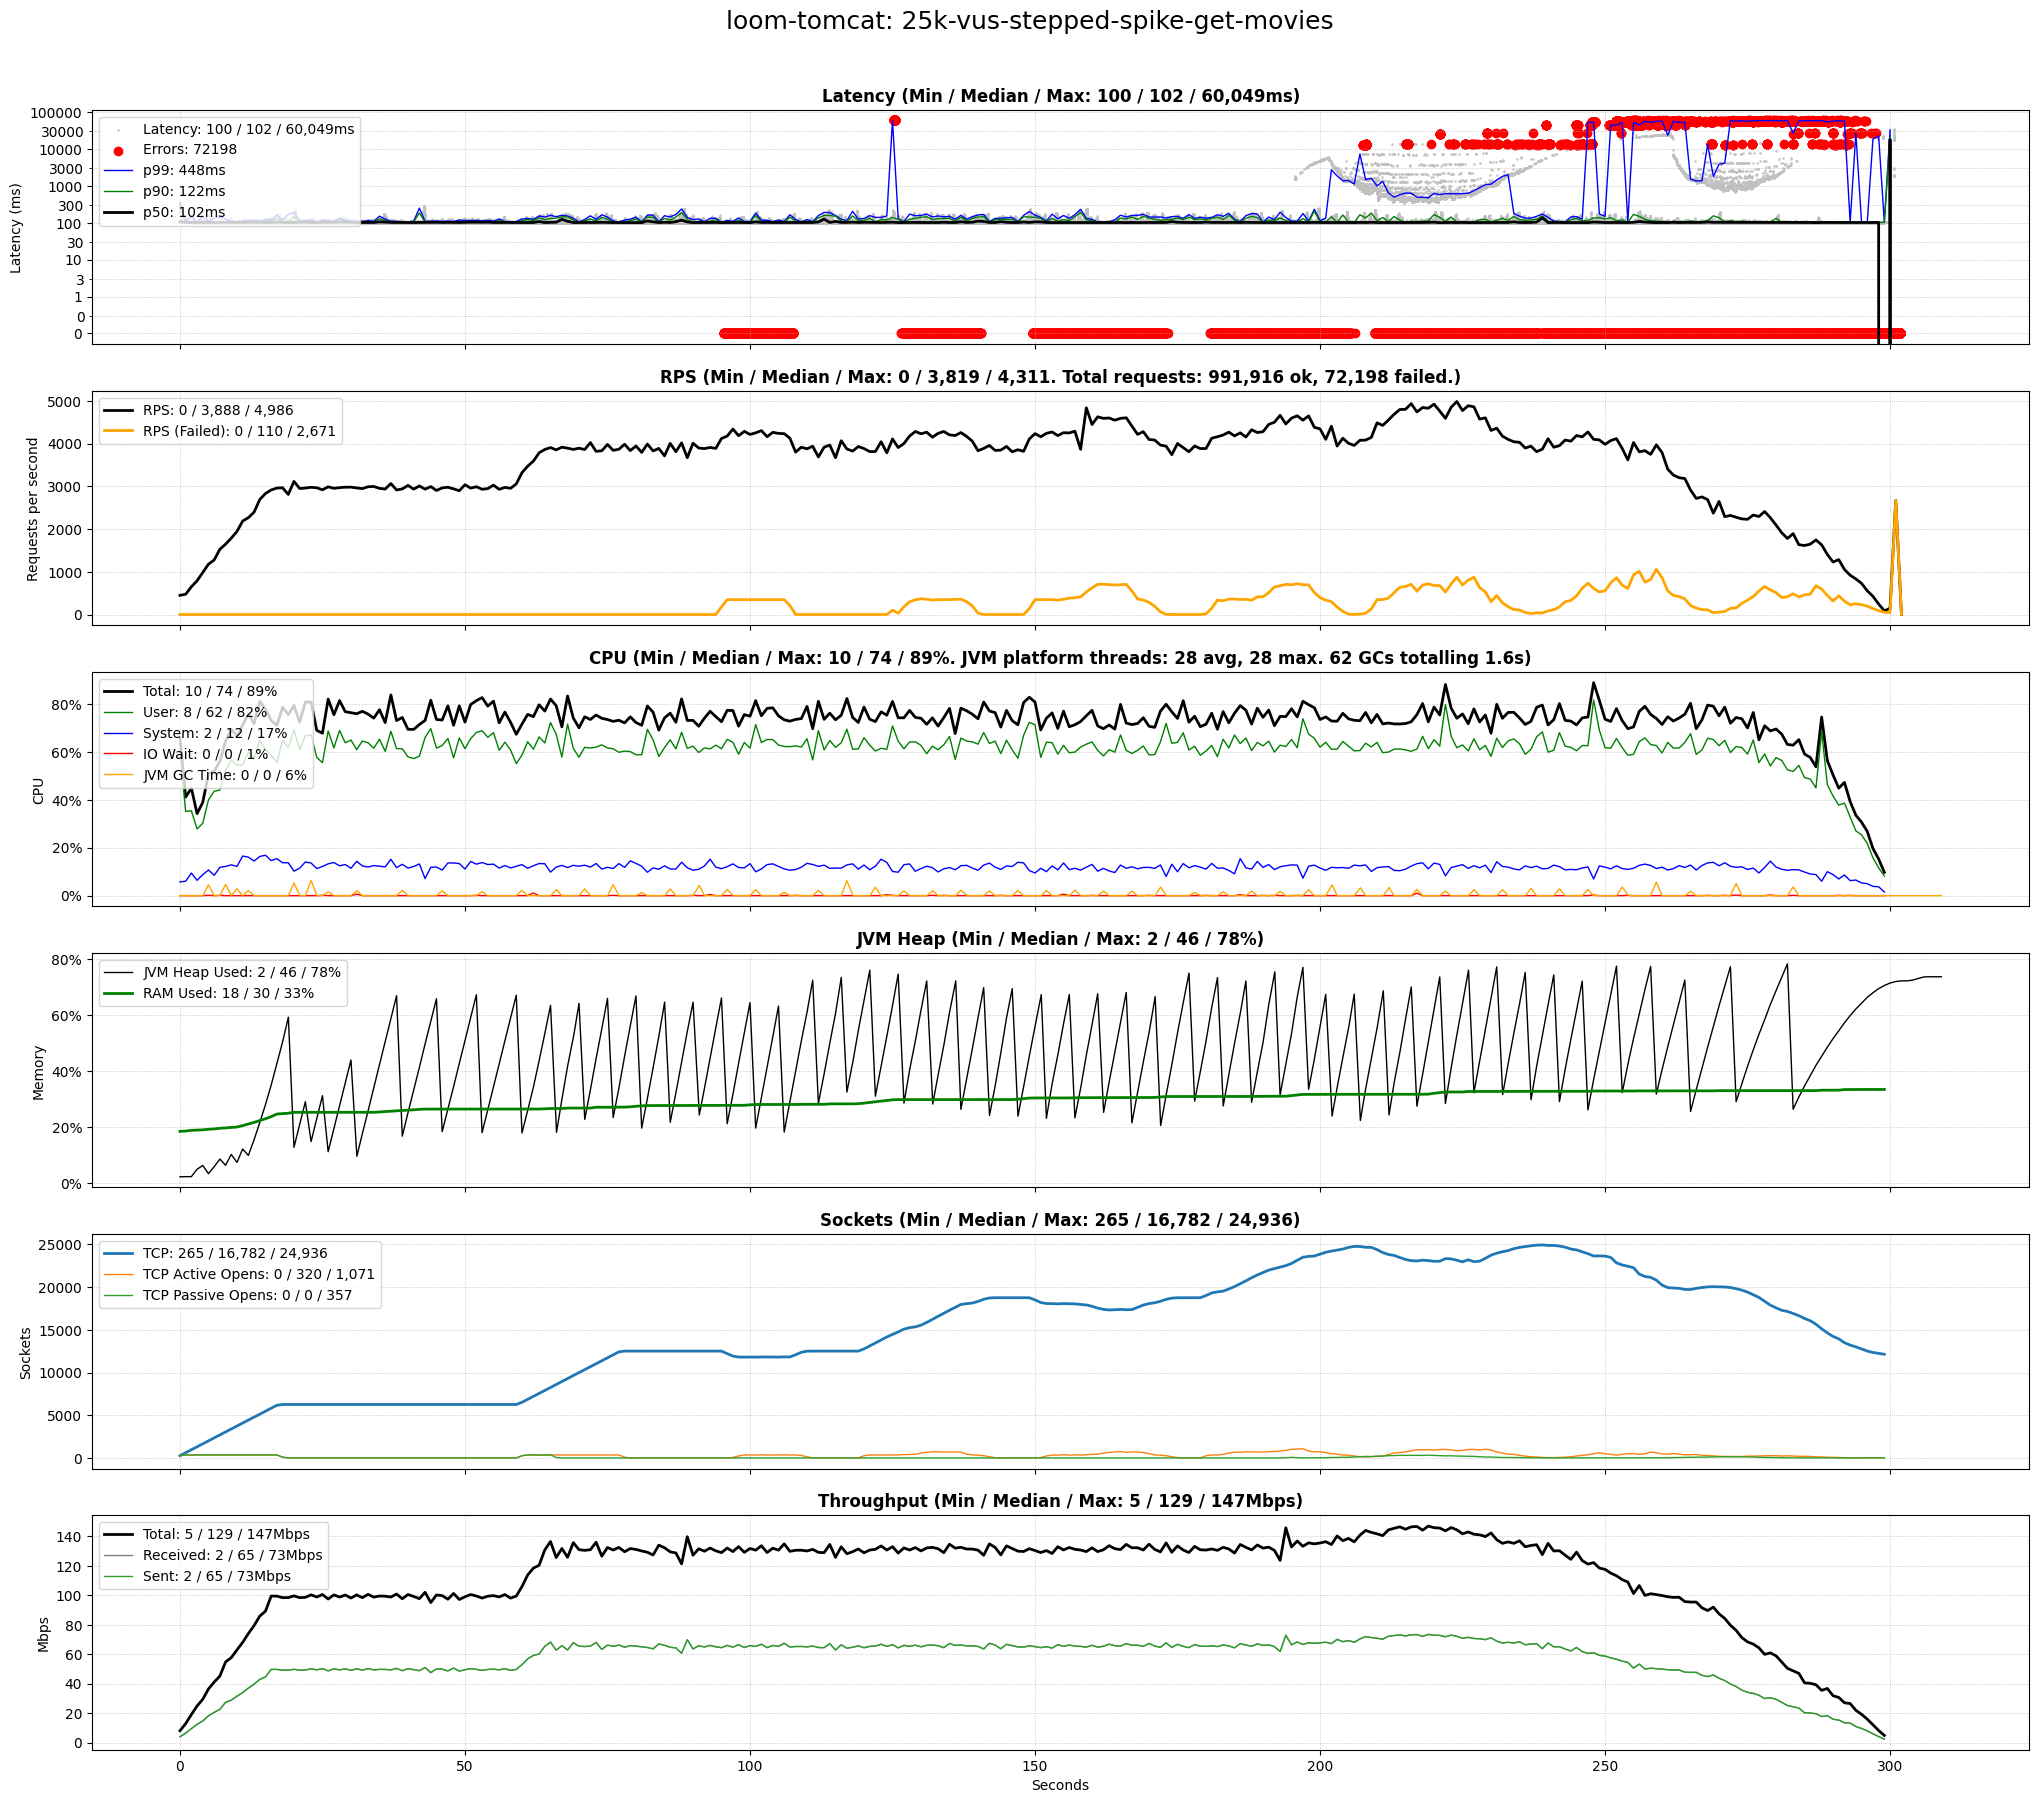 loom-tomcat: 25k-vus-stepped-spike-get-movies
Latency (Min / Median / Max: 100 / 102 / 60,049ms)
Latency (ms)
100000
30000
10000
3000
1000
300
100
30
10
3
1
0
0
Latency: 100 / 102 / 60,049ms
Errors: 72198
p99: 448ms
p90: 122ms
p50: 102ms
RPS (Min / Median / Max: 0 / 3,819 / 4,311. Total requests: 991,916 ok, 72,198 failed.)
Requests per second
5000
4000
3000
2000
1000
0
RPS: 0 / 3,888 / 4,986
RPS (Failed): 0 / 110 / 2,671
CPU (Min / Median / Max: 10 / 74 / 89%. JVM platform threads: 28 avg, 28 max. 62 GCs totalling 1.6s)
CPU
80%
60%
40%
20%
0%
Total: 10 / 74 / 89%
User: 8 / 62 / 82%
System: 2 / 12 / 17%
IO Wait: 0 / 0 / 1%
JVM GC Time: 0 / 0 / 6%
JVM Heap (Min / Median / Max: 2 / 46 / 78%)
Memory
80%
60%
40%
20%
0%
JVM Heap Used: 2 / 46 / 78%
RAM Used: 18 / 30 / 33%
Sockets (Min / Median / Max: 265 / 16,782 / 24,936)
Sockets
25000
20000
15000
10000
5000
0
TCP: 265 / 16,782 / 24,936
TCP Active Opens: 0 / 320 / 1,071
TCP Passive Opens: 0 / 0 / 357
Throughput (Min / Median / Max: 5 / 129 / 147Mbps)
Mbps
140
120
100
80
60
40
20
0
Total: 5 / 129 / 147Mbps
Received: 2 / 65 / 73Mbps
Sent: 2 / 65 / 73Mbps
0 50 100 150 200 250 300
Seconds